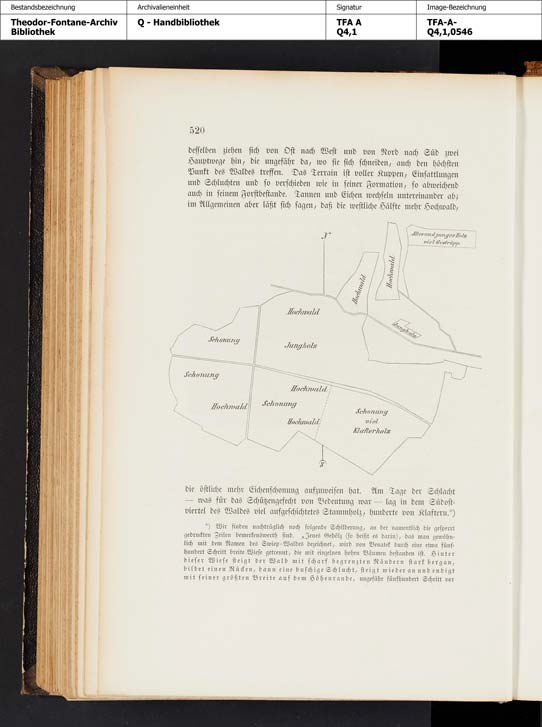 Bestandsbezeichnung
Archivalieneinheit
Signatur
Image-Bezeichnung
Theodor-Fontane-Archiv
Bibliothek
Q - Handbibliothek
TFA A
Q4,1
TFA-A-
Q4,1,0546
520
desselben ziehen sich von Ost nach West und von Nord nach Süd zwei
Hauptwege hin, die ungefähr da, wo sie sich schneiden, auch den höchsten
Punkt des Waldes treffen. Das Terrain ist voller Kuppen, Einsattlungen
und Schluchten und so verschieden wie in seiner Formation, so abweichend
auch in seinem Forstbestande. Tannen und Eichen wechseln untereinander ab;
im Allgemeinen aber läßt sich sagen, daß die westliche Hälfte mehr Hochwald,
N
Alter und junges Holz
viel Gestrüpp.
Hochwald
Hochwald.
Hochwald
Jungholz
Schonung
Jungholz
Schonung
Hochwald
Hochwald
Schonung
Hochwald
Schonung
viel
Klafterholz
S
die östliche mehr Eichenschonung aufzuweisen hat. Am Tage der Schlacht
— was für das Schützengefecht von Bedeutung war — lag in dem Südost-
viertel des Waldes viel aufgeschichtetes Stammholz, hunderte von Klaftern.*)
*) Wir finden nachträglich noch folgende Schilderung, an der namentlich die gesperrt
gedruckten Zeilen bemerkenswerth sind. „Jenes Gehölz (so heißt es darin), das man gewöhn-
lich mit dem Namen des Swiep-Waldes bezeichnet, wird von Benatek durch eine etwa fünf-
hundert Schritt breite Wiese getrennt, die mit einzelnen hohen Bäumen bestanden ist. Hinter
dieser Wiese steigt der Wald mit scharf begrenzten Rändern stark bergan,
bildet einen Rücken, dann eine buschige Schlucht, steigt wieder an und endigt
mit seiner größten Breite auf dem Höhenrande, ungefähr fünfhundert Schritt vor